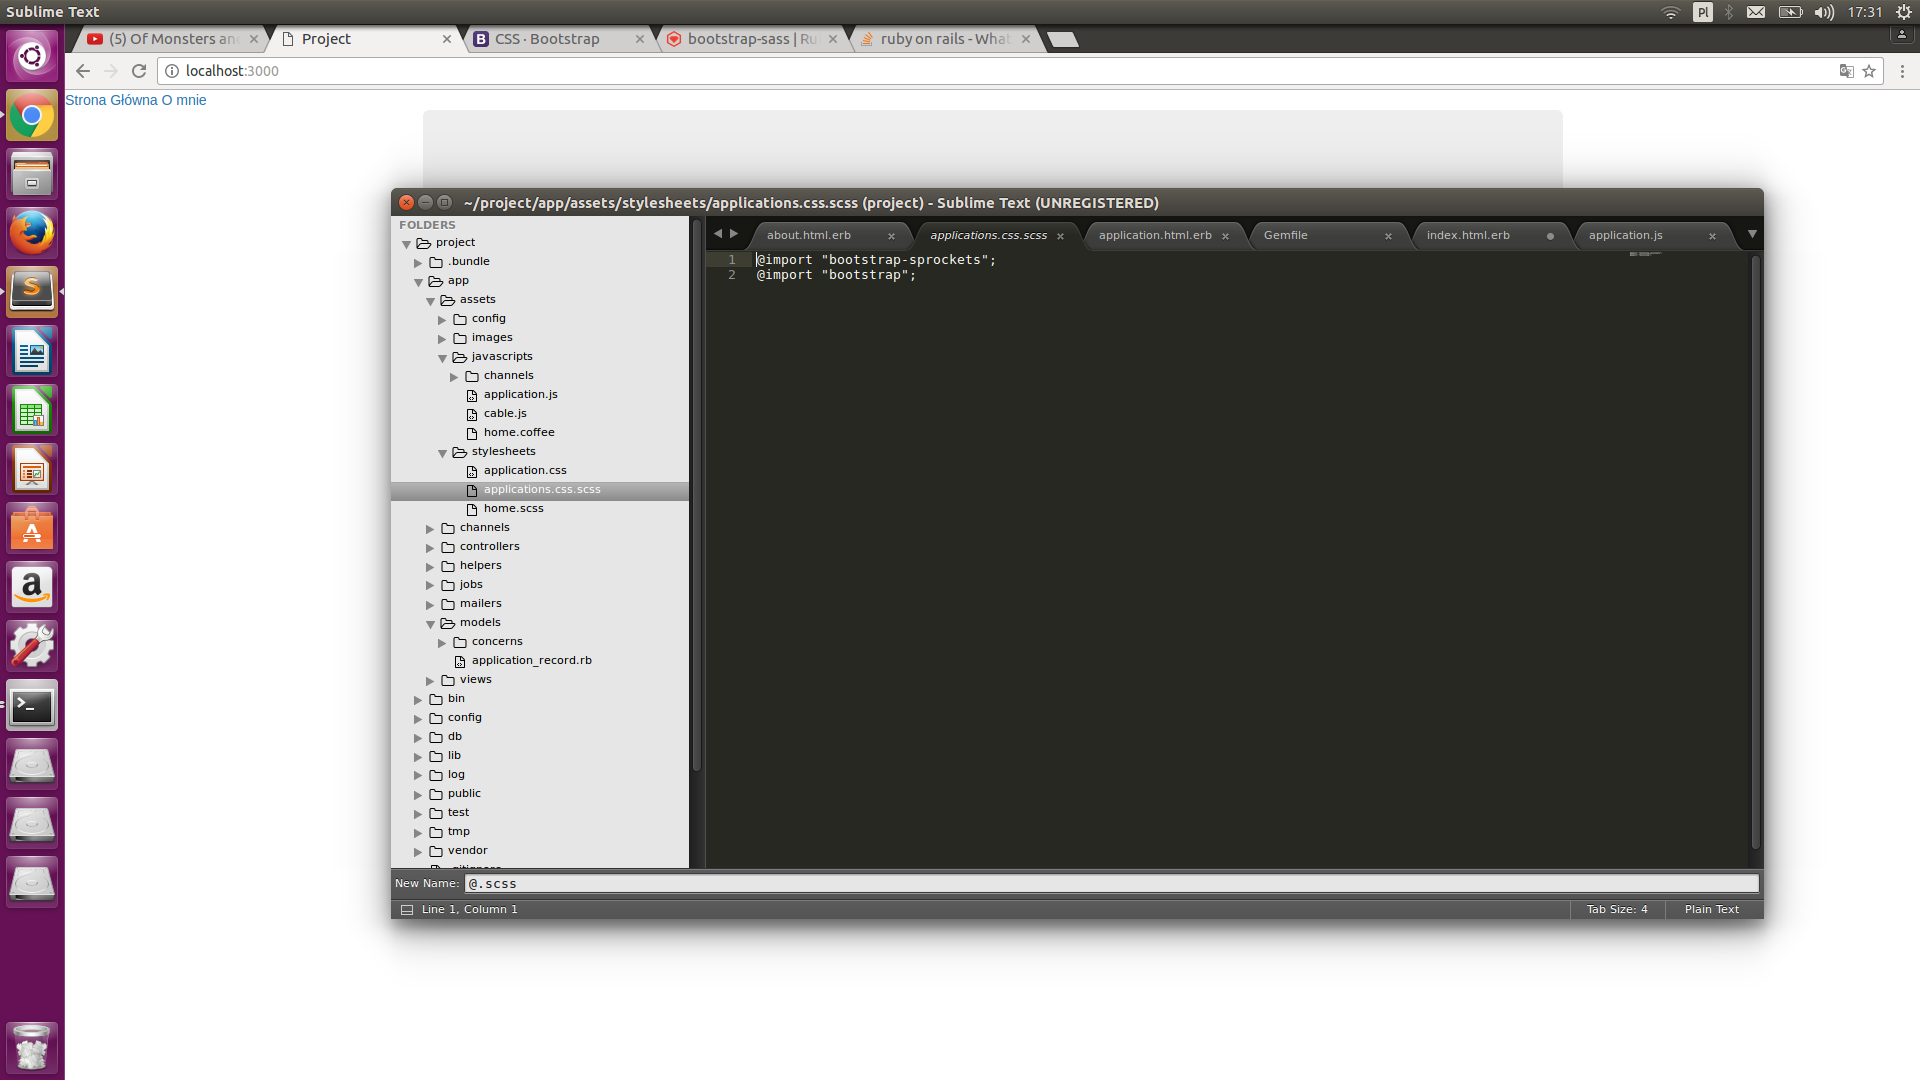 Sublime Text
Pl
17:31
(5) Of Monsters an
Project
CSS · Bootstrap
bootstrap-sass | Ru
ruby on rails - What
localhost:3000
Strona Główna O mnie
~/project/app/assets/stylesheets/applications.css.scss (project) - Sublime Text (UNREGISTERED)
FOLDERS
project
.bundle
app
assets
config
images
javascripts
channels
application.js
cable.js
home.coffee
stylesheets
application.css
applications.css.scss
home.scss
channels
controllers
helpers
jobs
mailers
models
concerns
application_record.rb
views
bin
config
db
lib
log
public
test
tmp
vendor
about.html.erb
applications.css.scss
application.html.erb
Gemfile
index.html.erb
application.js
1 @import "bootstrap-sprockets";
2 @import "bootstrap";
New Name: @.scss
Line 1, Column 1
Tab Size: 4
Plain Text